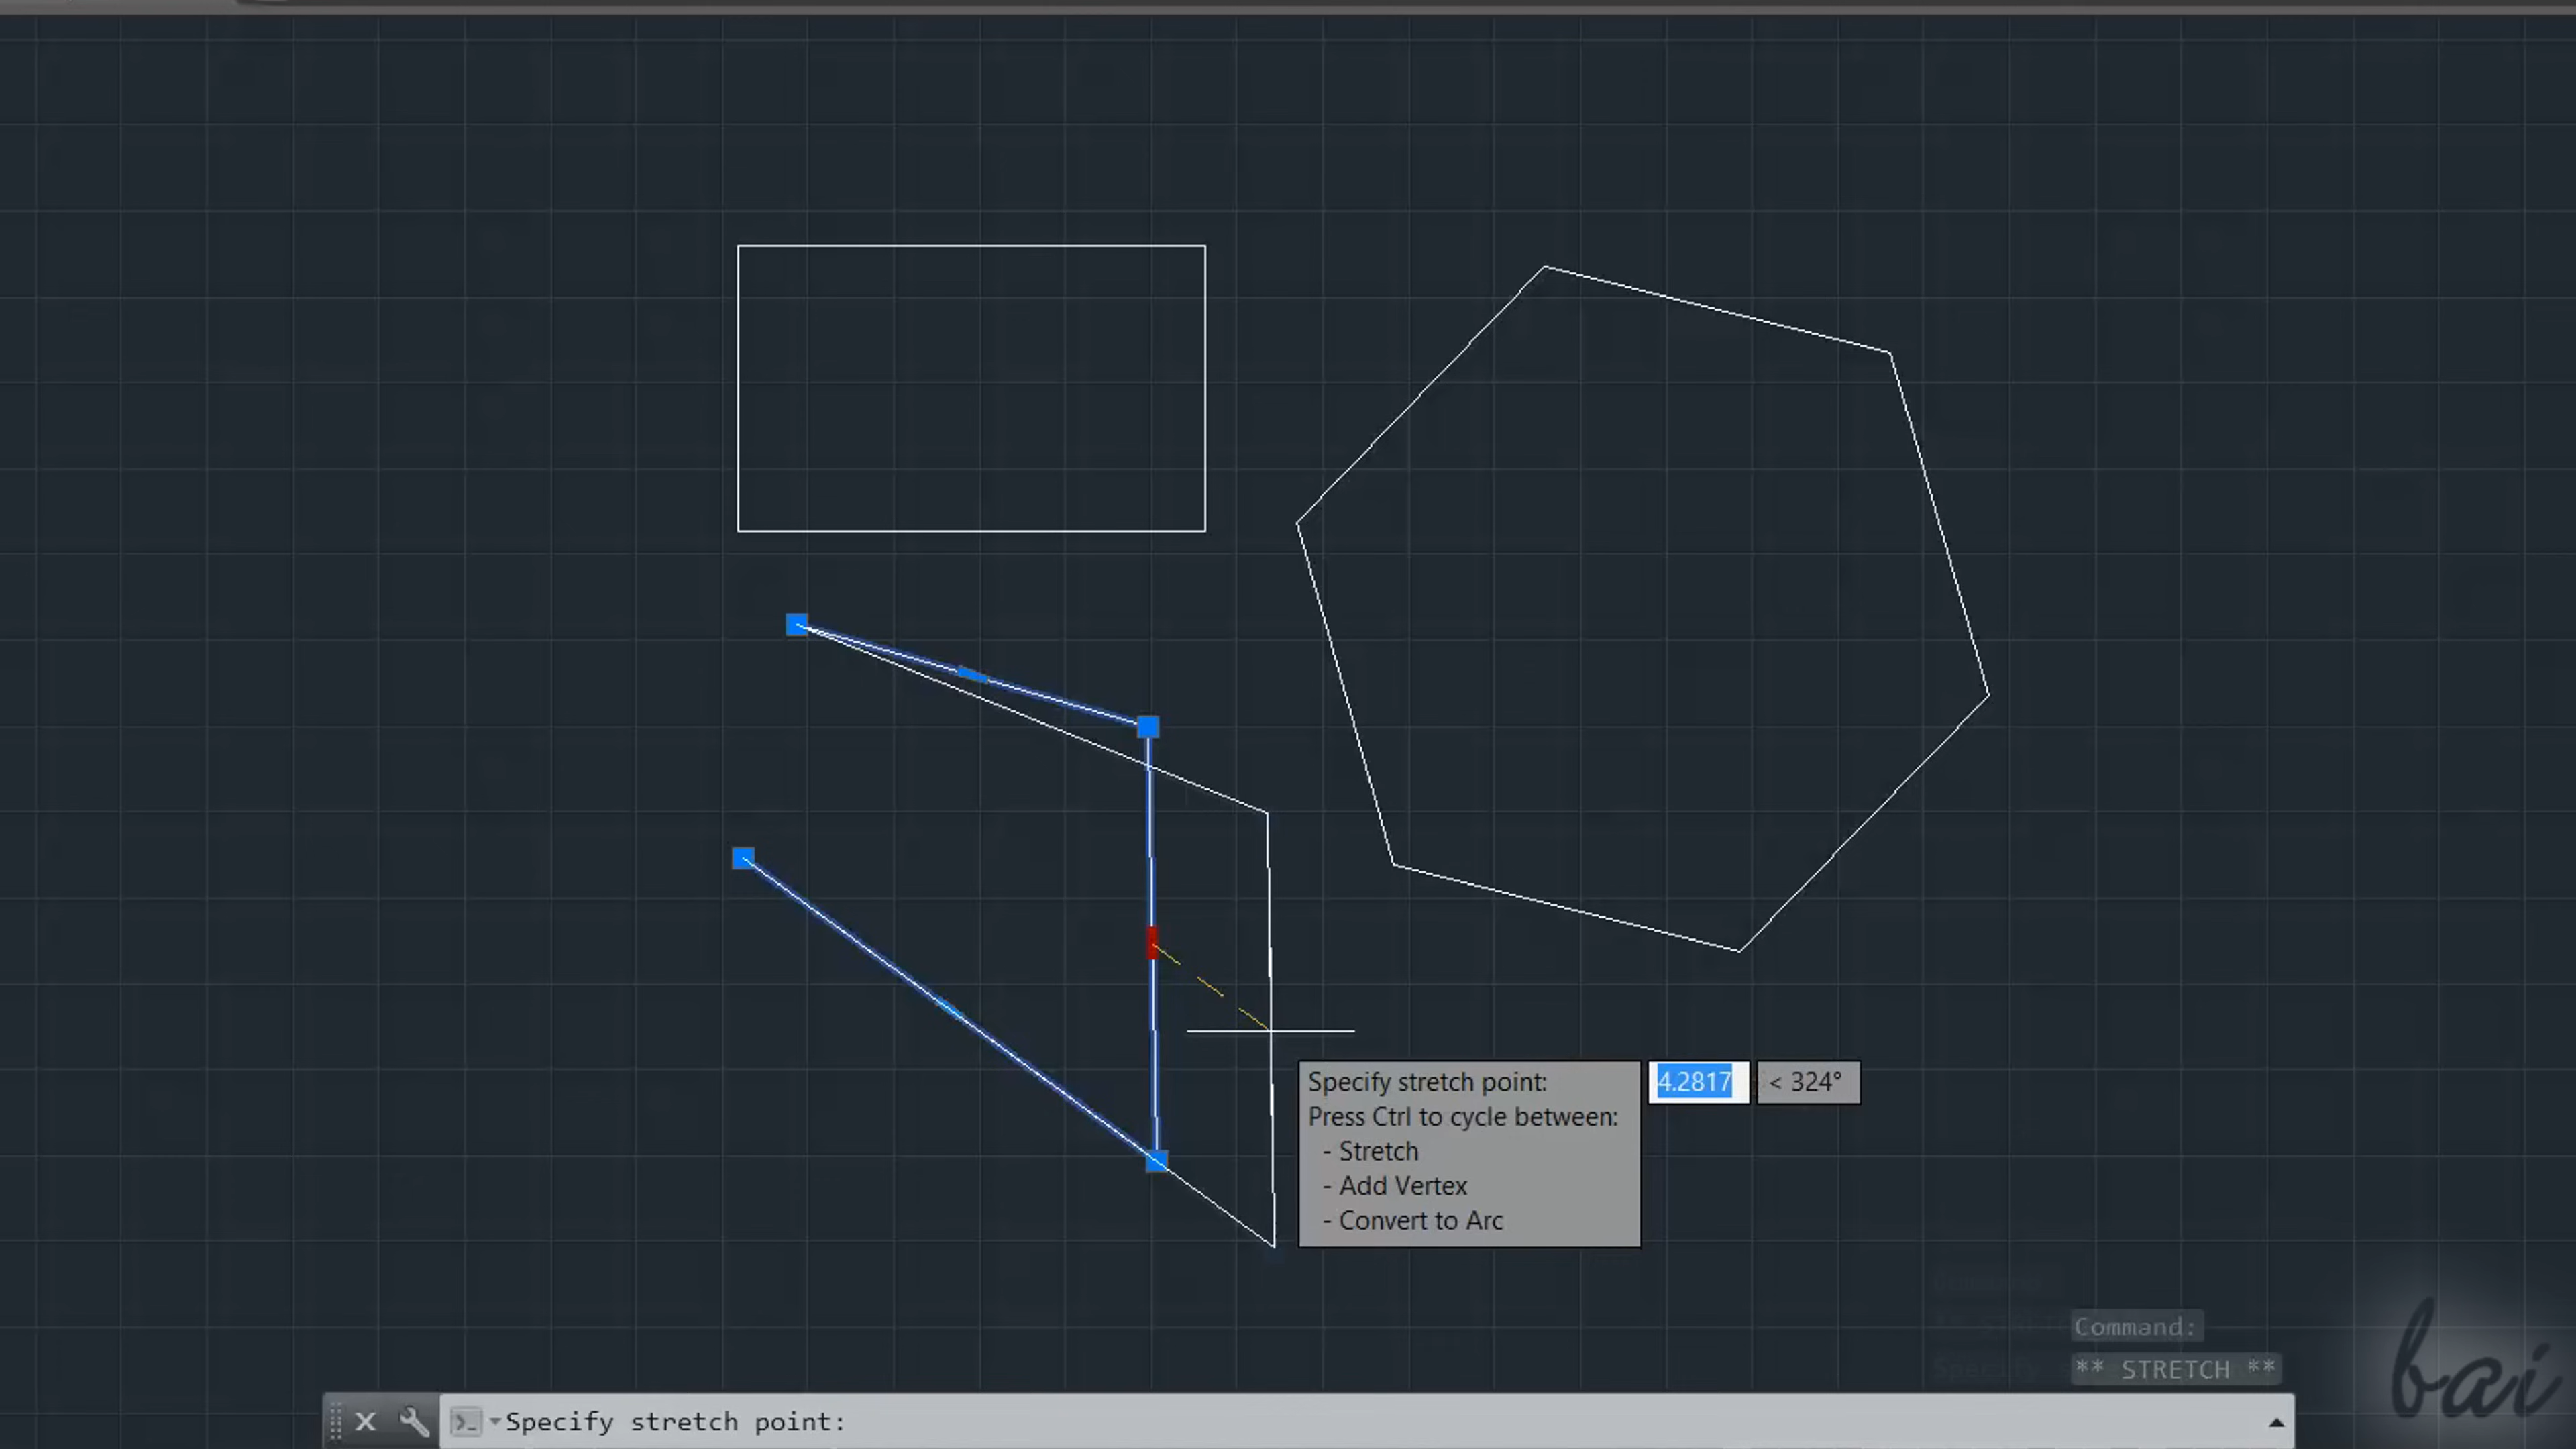 Specify stretch point: 4.2817 < 324°
Press Ctrl to cycle between:
- Stretch
- Add Vertex
- Convert to Arc
Command:
** STRETCH **
Specify stretch point:
bai